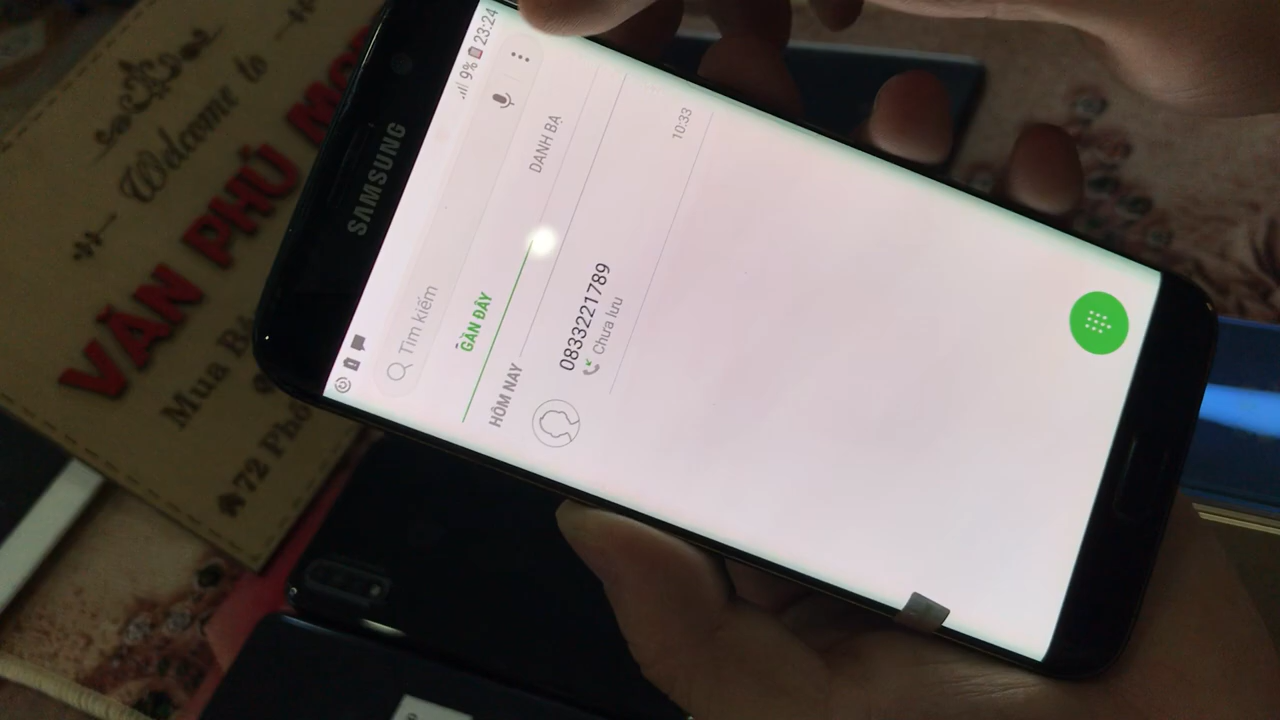 Welcome to
VĂN PHÚ
Mua
72 Phố
SAMSUNG
9% 23:24
Tìm kiếm
GẦN ĐÂY
DANH BẠ
HÔM NAY
0833221789
Chưa lưu
10:33